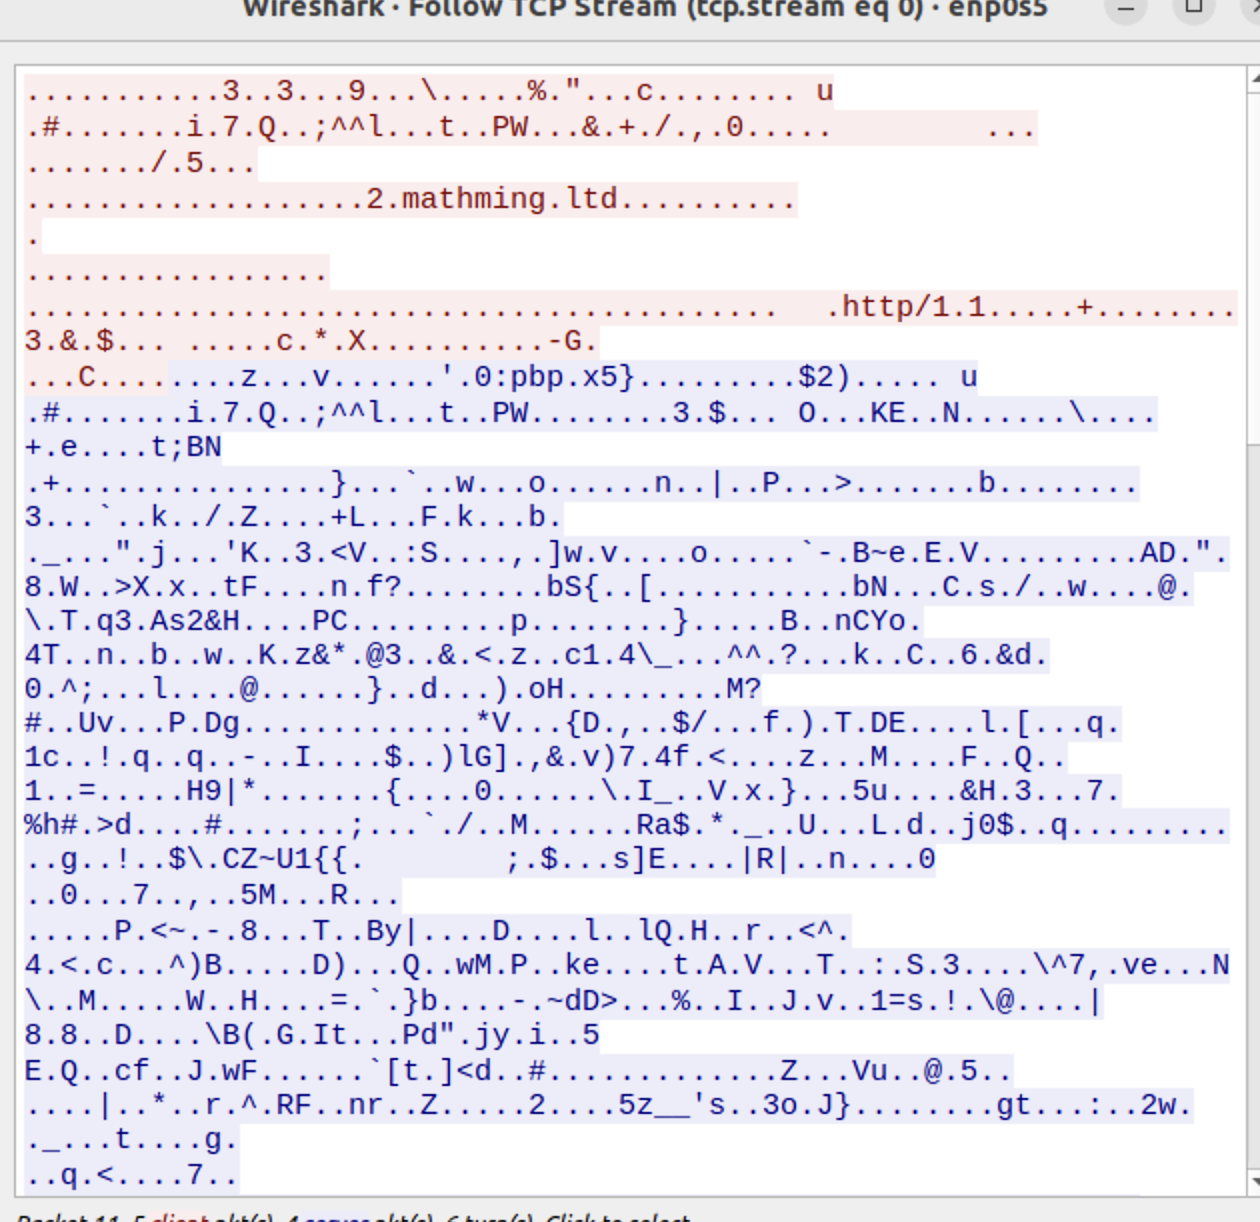 Wireshark · Follow TCP Stream (tcp.stream eq 0) · enp0s5
...........3..3...9...\.....%."...c........ u
.#.......i.7.Q..;^^l...t..PW...&.+./.,.0.....         ...
......./.5...
...................2.mathming.ltd..........
.
.................
..........................................   .http/1.1.....+........
3.&.$... .....c.*.X..........-G.
...C........z...v......'.0:pbp.x5}.........$2)..... u
.#.......i.7.Q..;^^l...t..PW........3.$... O...KE..N......\....
+.e....t;BN
.+...............}...`..w...o......n..|..P...>.......b........
3...`..k../.Z....+L...F.k...b.
._...".j...'K..3.<V..:S....,.]w.v....o.....`-.B~e.E.V.........AD.".
8.W..>X.x..tF....n.f?........bS{..[...........bN...C.s./..w....@.
\.T.q3.As2&H....PC.........p........}.....B..nCYo.
4T..n..b..w..K.z&*.@3..&.<.z..c1.4\_...^^.?...k..C..6.&d.
0.^;...l....@......}..d...).oH.........M?
#..Uv...P.Dg.............*V...{D.,..$/...f.).T.DE....l.[...q.
1c..!.q..q..-..I....$..)lG].,&.v)7.4f.<....z...M....F..Q..
1..=.....H9|*.......{....0......\.I_..V.x.}...5u....&H.3...7.
%h#.>d....#.......;...`./..M......Ra$.*._..U...L.d..j0$..q.........
..g..!..$\.CZ~U1{{.        ;.$...s]E....|R|..n....0
..0...7..,..5M...R...
.....P.<~.-.8...T..By|....D....l..lQ.H..r..<^.
4.<.c...^)B.....D)...Q..wM.P..ke....t.A.V...T..:.S.3....\^7,.ve...N
\..M.....W..H....=.`.}b....-.~dD>...%..I..J.v..1=s.!.\@....|
8.8..D....\B(.G.It...Pd".jy.i..5
E.Q..cf..J.wF......`[t.]<d..#.............Z...Vu..@.5..
....|..*..r.^.RF..nr..Z.....2....5z__'s..3o.J}........gt...:..2w.
._...t....g.
..q.<....7..